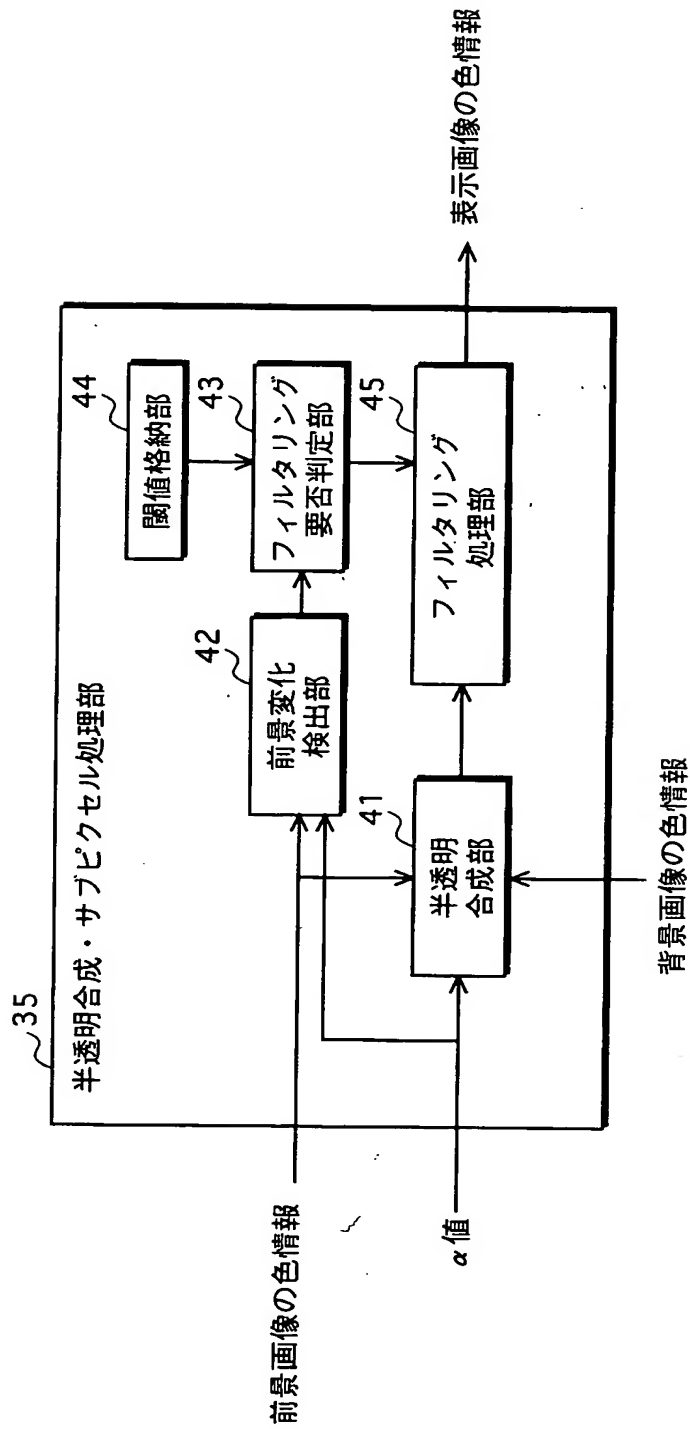 35
半透明合成・サブピクセル処理部
44
閾値格納部
42
前景変化
検出部
43
フィルタリング
要否判定部
41
半透明
合成部
45
フィルタリング
処理部
前景画像の色情報
α値
背景画像の色情報
表示画像の色情報